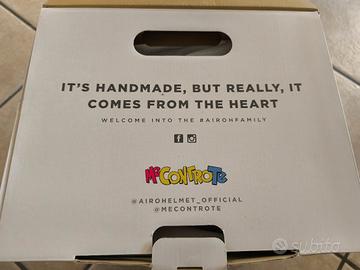 IT'S HANDMADE, BUT REALLY, IT
COMES FROM THE HEART
WELCOME INTO THE #AIROHFAMILY
MECONTROTE
@AIROHELMET_OFFICIAL
@MECONTROTE
subito